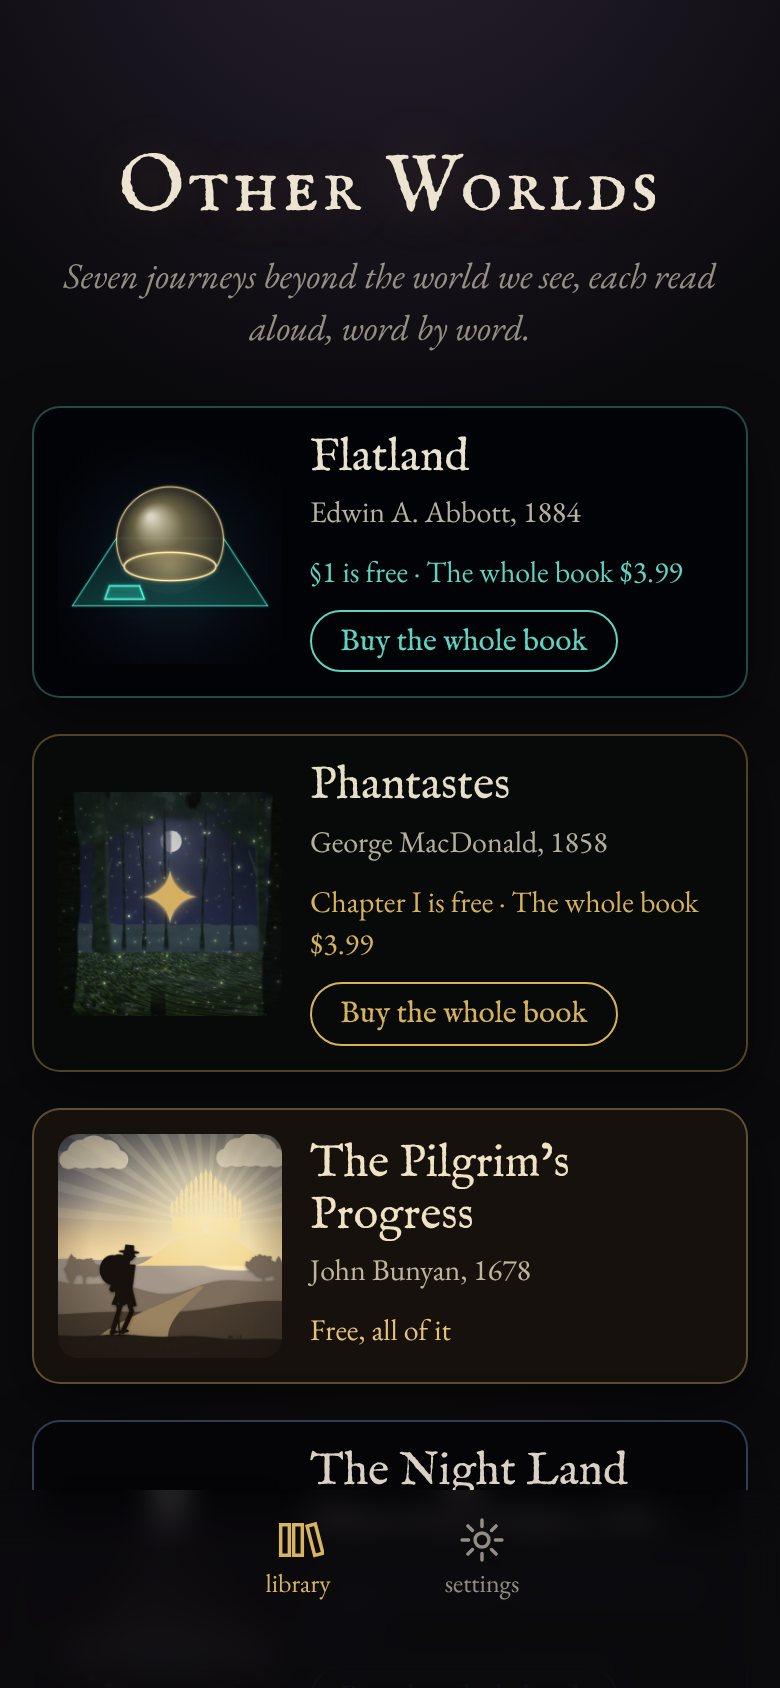 Other Worlds
Seven journeys beyond the world we see, each read
aloud, word by word.
Flatland
Edwin A. Abbott, 1884
§1 is free · The whole book $3.99
Buy the whole book
Phantastes
George MacDonald, 1858
Chapter I is free · The whole book
$3.99
Buy the whole book
The Pilgrim’s
Progress
John Bunyan, 1678
Free, all of it
The Night Land
library
settings